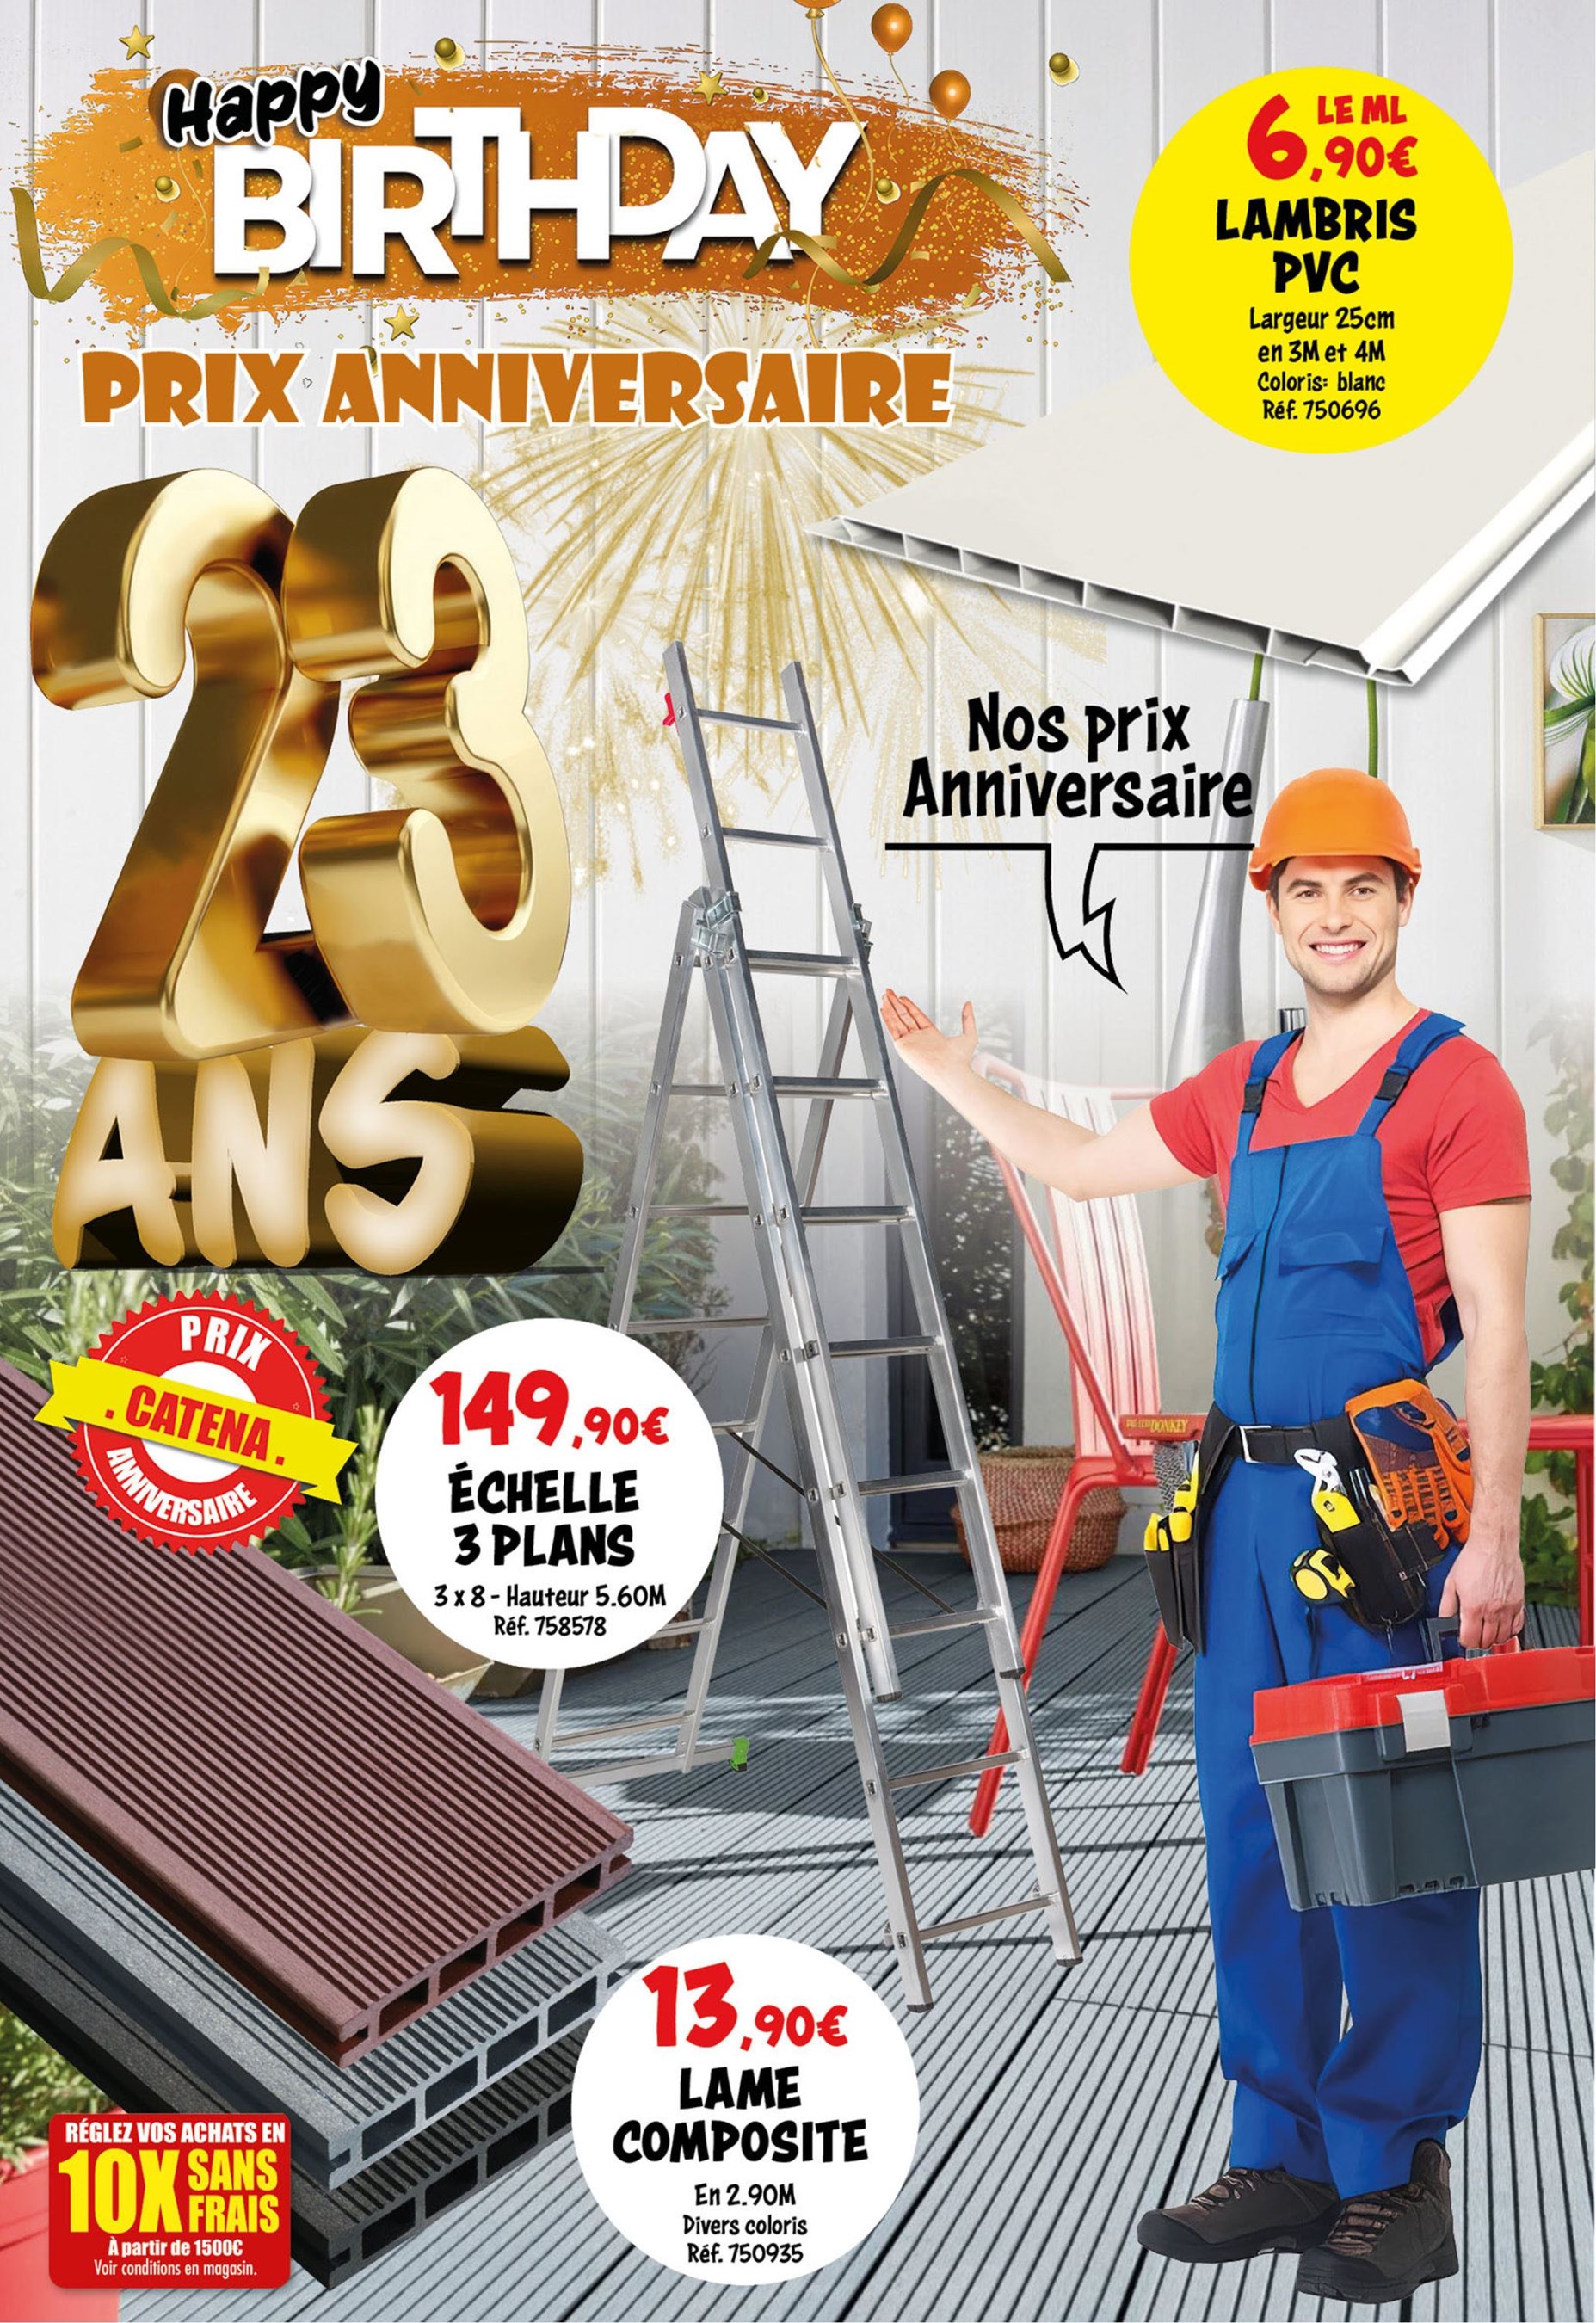 Happy
BIRTHDAY
PRIX ANNIVERSAIRE
6,90€ LE ML
LAMBRIS
PVC
Largeur 25cm
en 3M et 4M
Coloris: blanc
Réf. 750696
23
ANS
Nos prix
Anniversaire
PRIX
. CATENA .
ANNIVERSAIRE
149,90€
ÉCHELLE
3 PLANS
3 x 8 - Hauteur 5.60M
Réf. 758578
13,90€
LAME
COMPOSITE
En 2.90M
Divers coloris
Réf. 750935
RÉGLEZ VOS ACHATS EN
10X SANS
FRAIS
À partir de 1500€
Voir conditions en magasin.
DONKEY